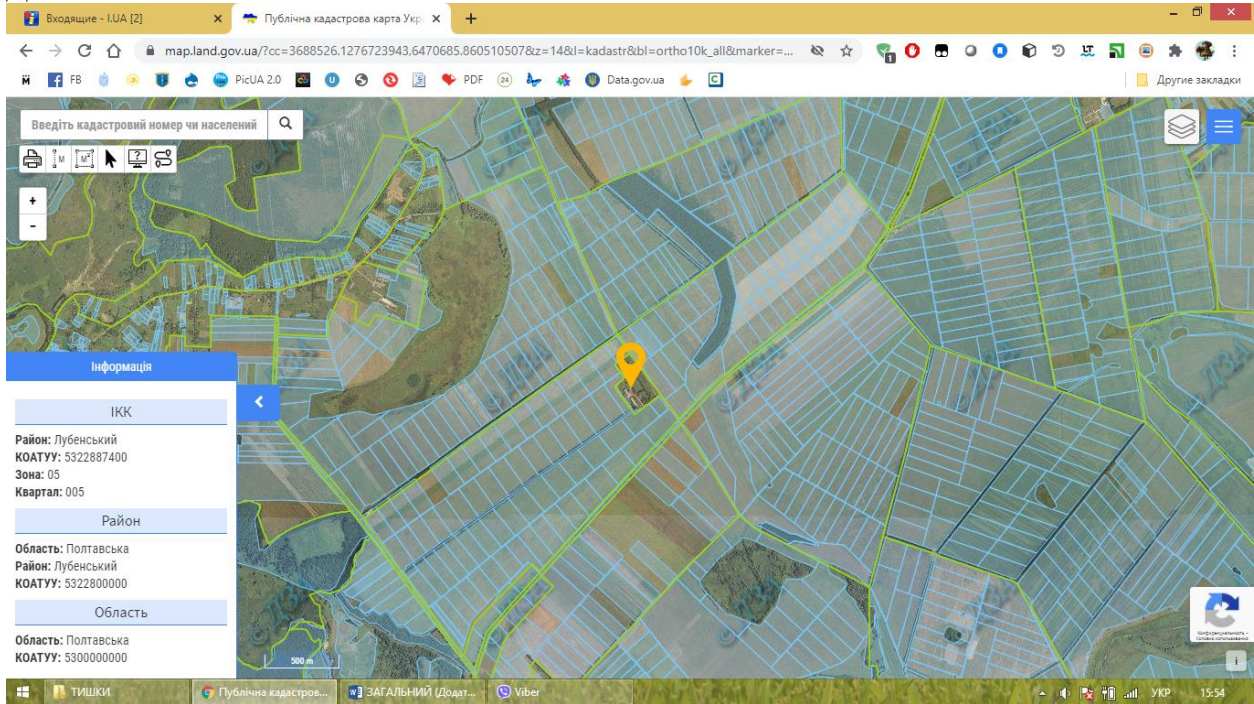 Входящие - I.UA [2]
Публічна кадастрова карта Укр
map.land.gov.ua/?cc=3688526.1276723943,6470685.860510507&z=14&l=kadastr&bl=ortho10k_all&marker=...
FB
PicUA 2.0
PDF
24
Data.gov.ua
Другие закладки
Введіть кадастровий номер чи населений
+
-
Інформація
ІКК
Район: Лубенський
КОАТУУ: 5322887400
Зона: 05
Квартал: 005
Район
Область: Полтавська
Район: Лубенський
КОАТУУ: 5322800000
Область
Область: Полтавська
КОАТУУ: 5300000000
500 m
© ДЗА
ТИШКИ
Публічна кадастров...
ЗАГАЛЬНИЙ (Додат...
Viber
УКР
15:54